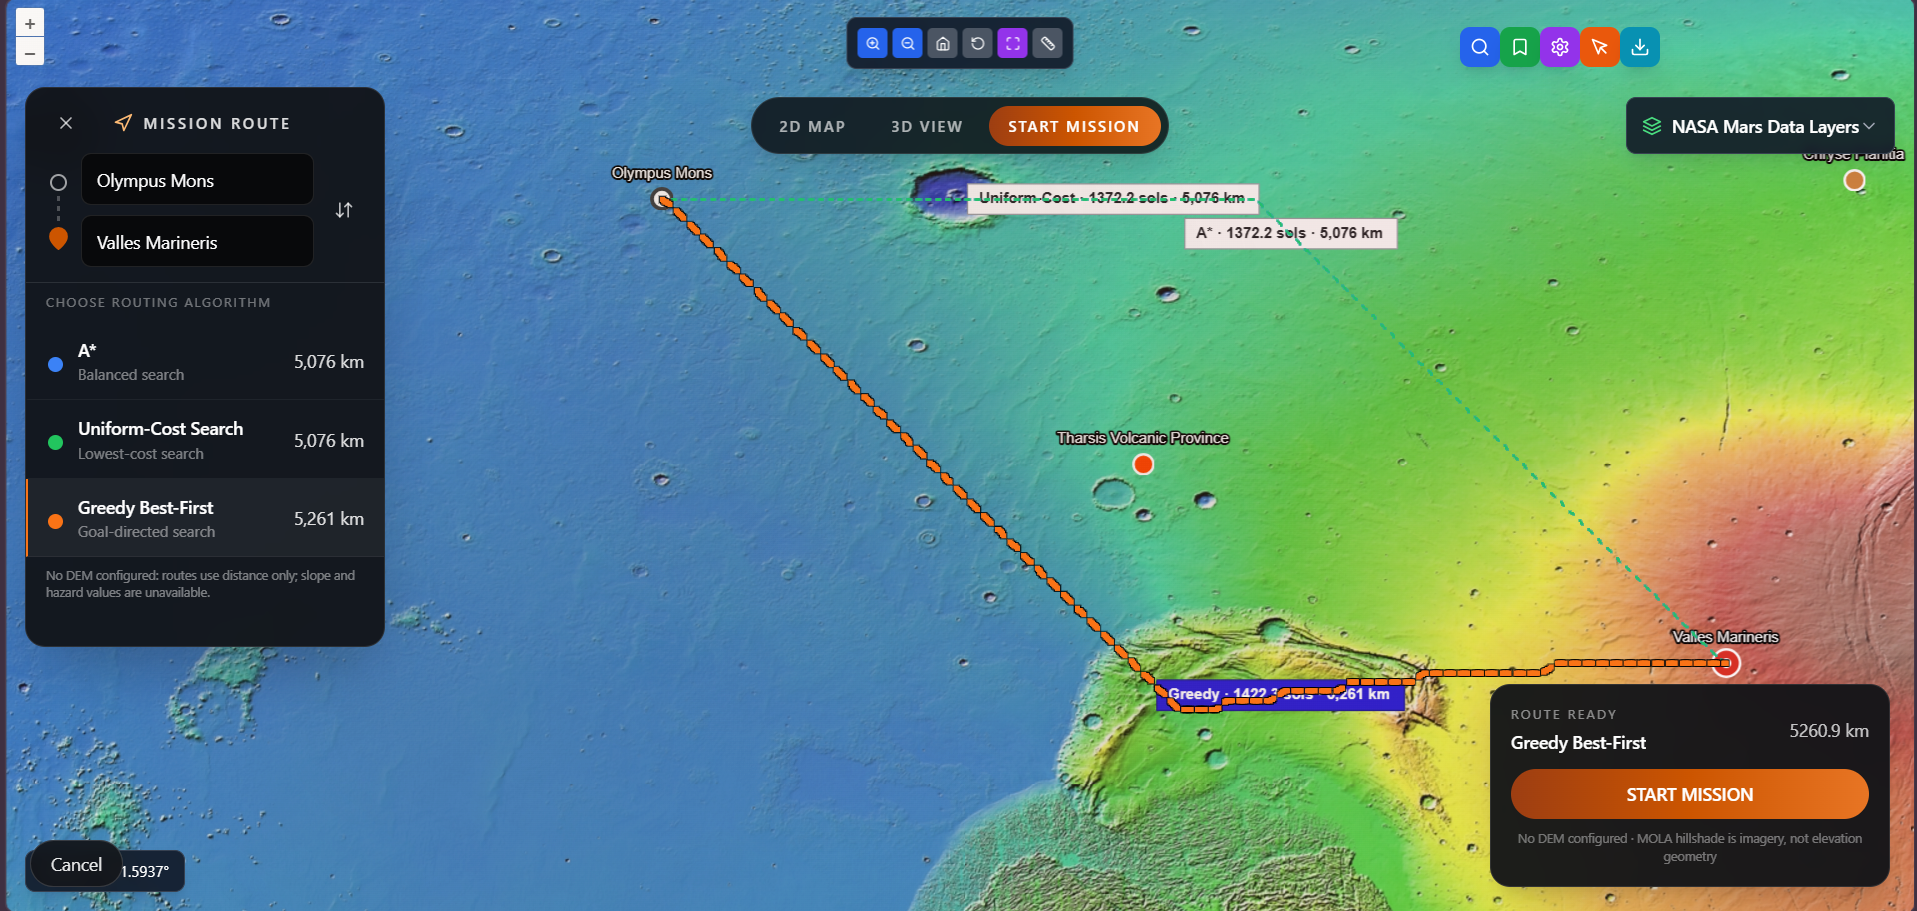 +
−
MISSION ROUTE
Olympus Mons
Valles Marineris
CHOOSE ROUTING ALGORITHM
A*
Balanced search
5,076 km
Uniform-Cost Search
Lowest-cost search
5,076 km
Greedy Best-First
Goal-directed search
5,261 km
No DEM configured: routes use distance only; slope and
hazard values are unavailable.
Cancel
1.5937°
2D MAP
3D VIEW
START MISSION
NASA Mars Data Layers
Chryse Planitia
Olympus Mons
Uniform-Cost · 1372.2 sols · 5,076 km
A* · 1372.2 sols · 5,076 km
Tharsis Volcanic Province
Valles Marineris
Greedy · 1422.3 sols · 5,261 km
ROUTE READY
Greedy Best-First
5260.9 km
START MISSION
No DEM configured · MOLA hillshade is imagery, not elevation
geometry